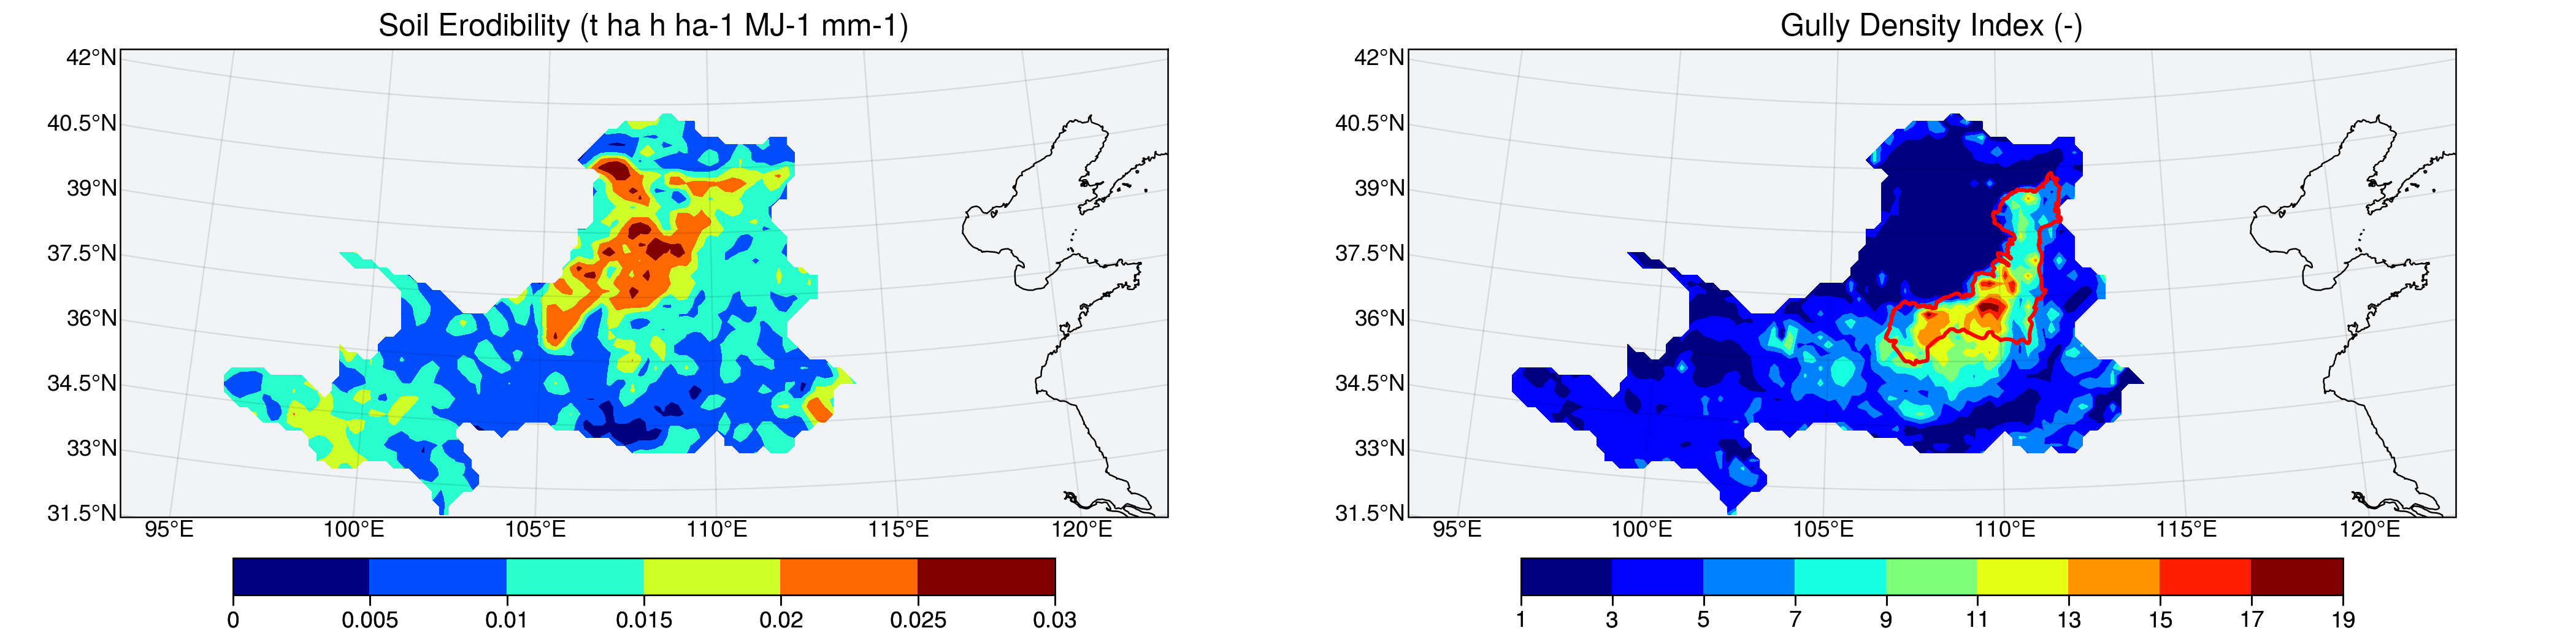 Soil Erodibility (t ha h ha-1 MJ-1 mm-1)
42°N
40.5°N
39°N
37.5°N
36°N
34.5°N
33°N
31.5°N
95°E 100°E 105°E 110°E 115°E 120°E
0 0.005 0.01 0.015 0.02 0.025 0.03
Gully Density Index (-)
42°N
40.5°N
39°N
37.5°N
36°N
34.5°N
33°N
31.5°N
95°E 100°E 105°E 110°E 115°E 120°E
1 3 5 7 9 11 13 15 17 19